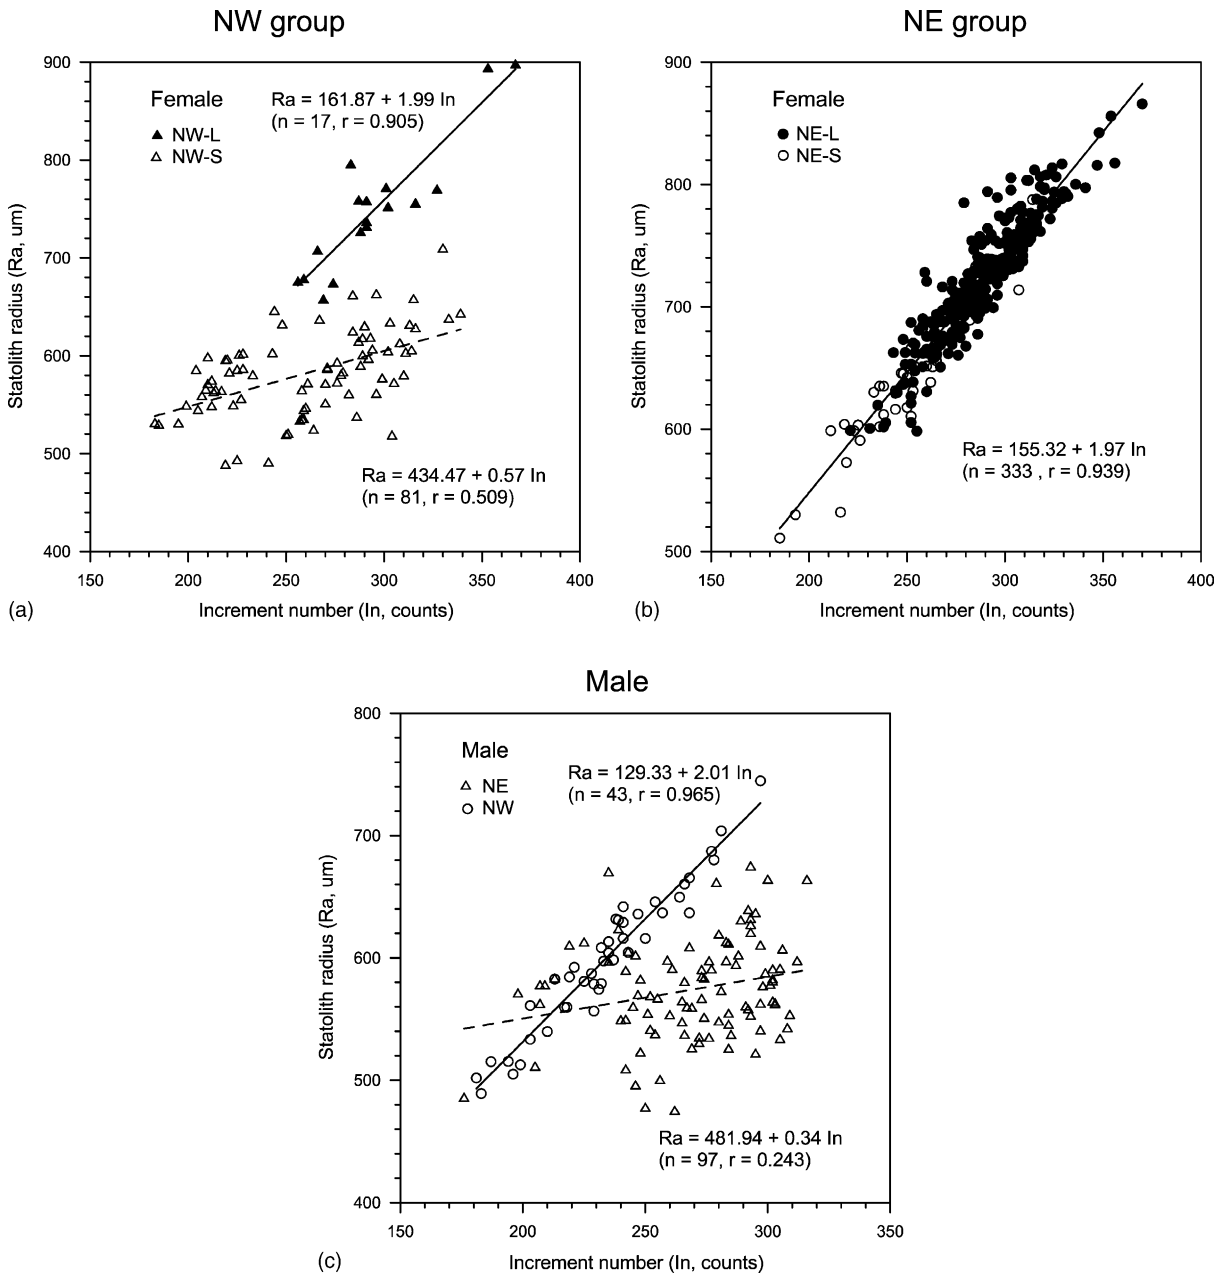 NW group
NE group
900
800
700
600
500
400
150
200
250
300
350
400
Statolith radius (Ra, um)
Increment number (In, counts)
(a)
Female
NW-L
NW-S
Ra = 161.87 + 1.99 In
(n = 17, r = 0.905)
Ra = 434.47 + 0.57 In
(n = 81, r = 0.509)
900
800
700
600
500
150
200
250
300
350
400
Statolith radius (Ra, um)
Increment number (In, counts)
(b)
Female
NE-L
NE-S
Ra = 155.32 + 1.97 In
(n = 333 , r = 0.939)
Male
800
700
600
500
400
150
200
250
300
350
Statolith radius (Ra, um)
Increment number (In, counts)
(c)
Male
NE
NW
Ra = 129.33 + 2.01 In
(n = 43, r = 0.965)
Ra = 481.94 + 0.34 In
(n = 97, r = 0.243)